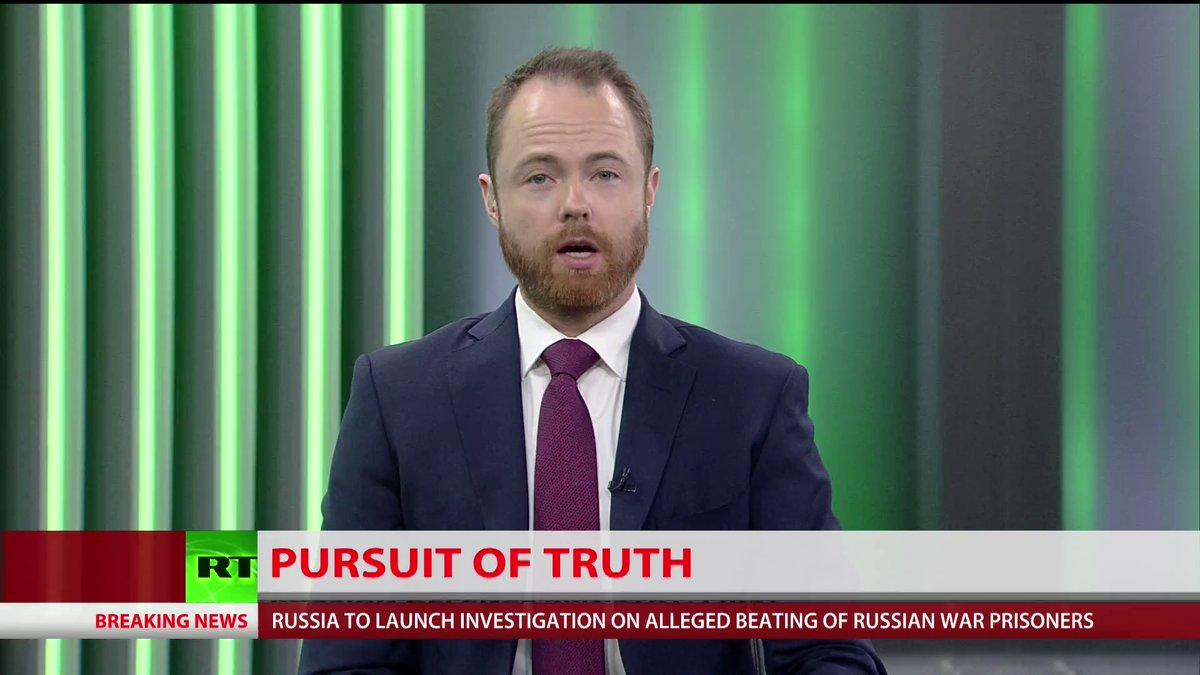 RT
PURSUIT OF TRUTH
BREAKING NEWS
RUSSIA TO LAUNCH INVESTIGATION ON ALLEGED BEATING OF RUSSIAN WAR PRISONERS